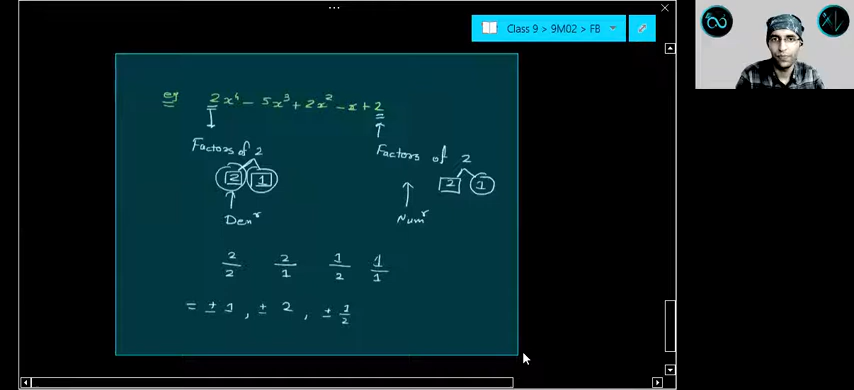 Class 9 > 9M02 > FB
ex 2x⁴ - 5x³ + 2x² - x + 2
Factors of 2
2 1
Denʳ
Factors of 2
2 1
Numʳ
2/2 2/1 1/2 1/1
= ± 1, ± 2, ± 1/2